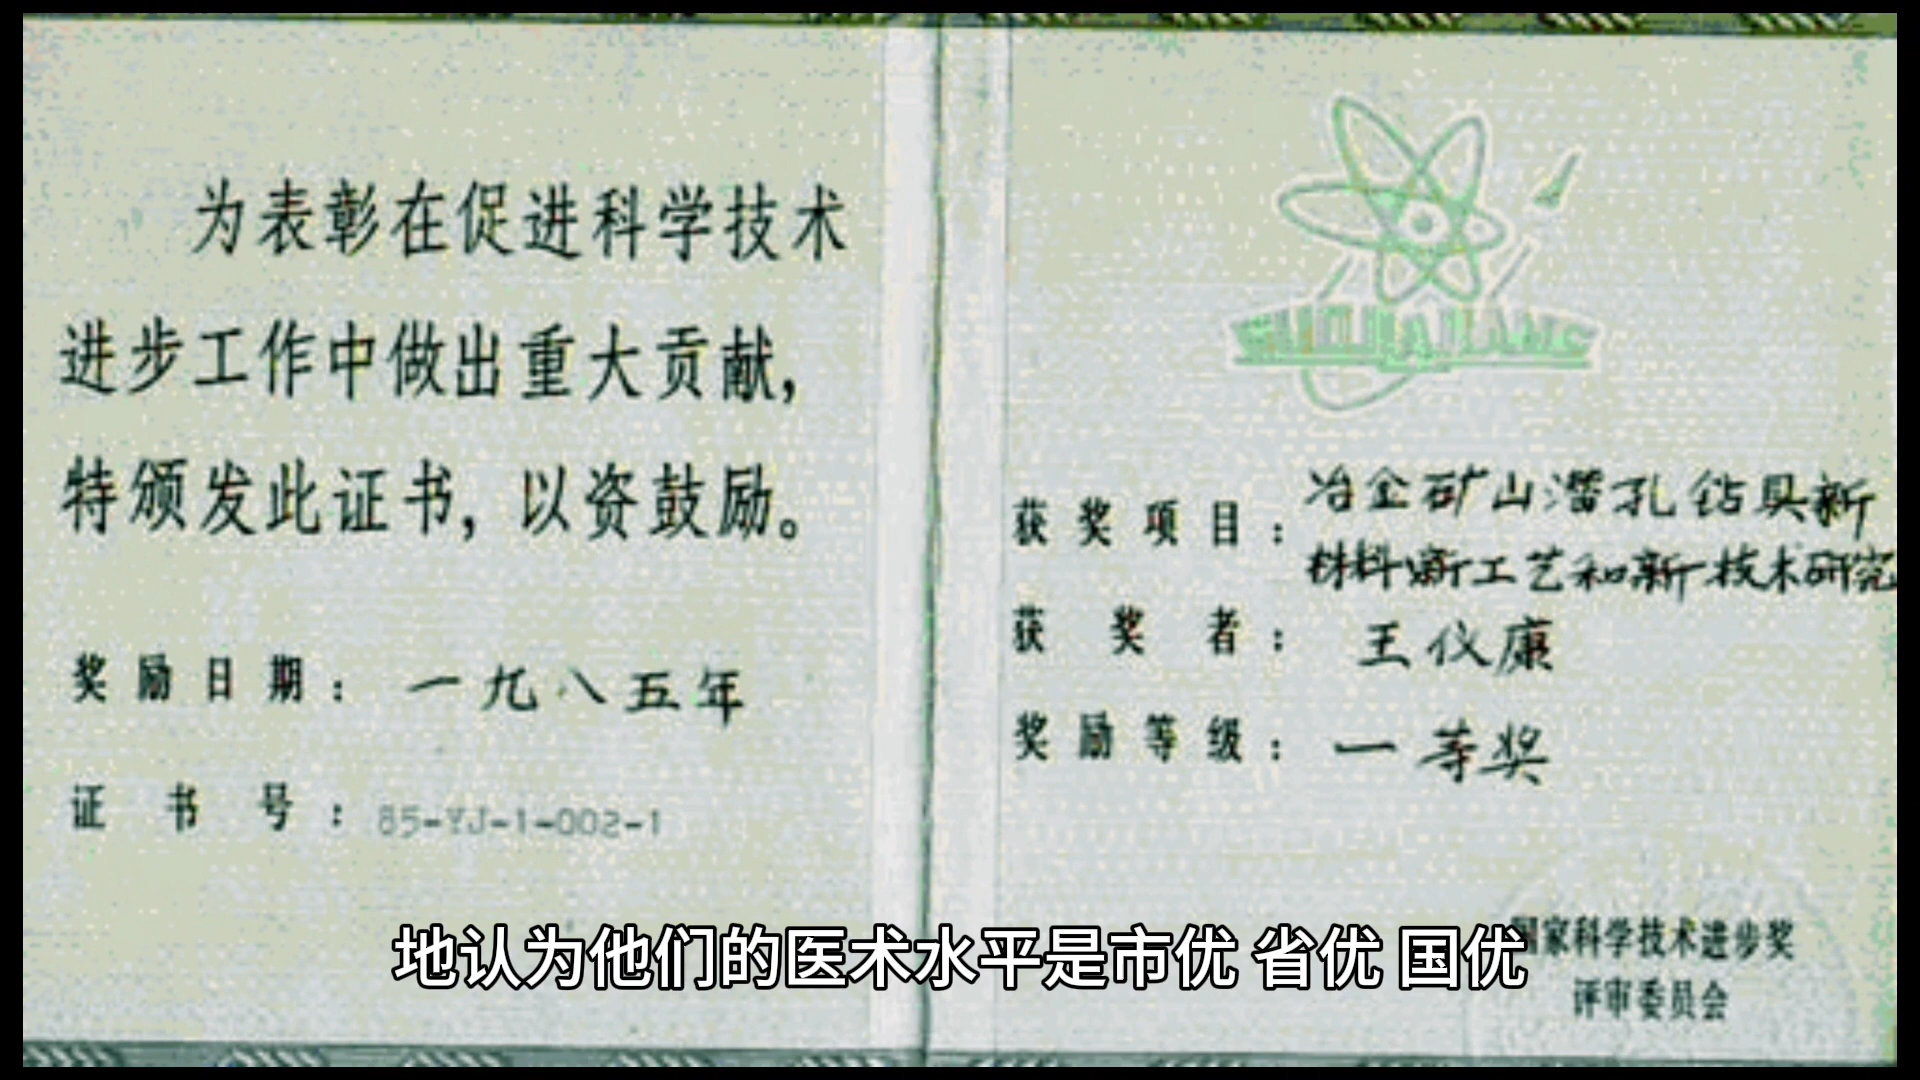 为表彰在促进科学技术
进步工作中做出重大贡献，
特颁发此证书，以资鼓励。
奖励日期：一九八五年
证书号：85-YJ-1-002-1
获奖项目：冶金矿山潜孔钻具新
材料新工艺和新技术研究
获奖者：王仪康
奖励等级：一等奖
国家科学技术进步奖
评审委员会
地认为他们的医术水平是市优 省优 国优